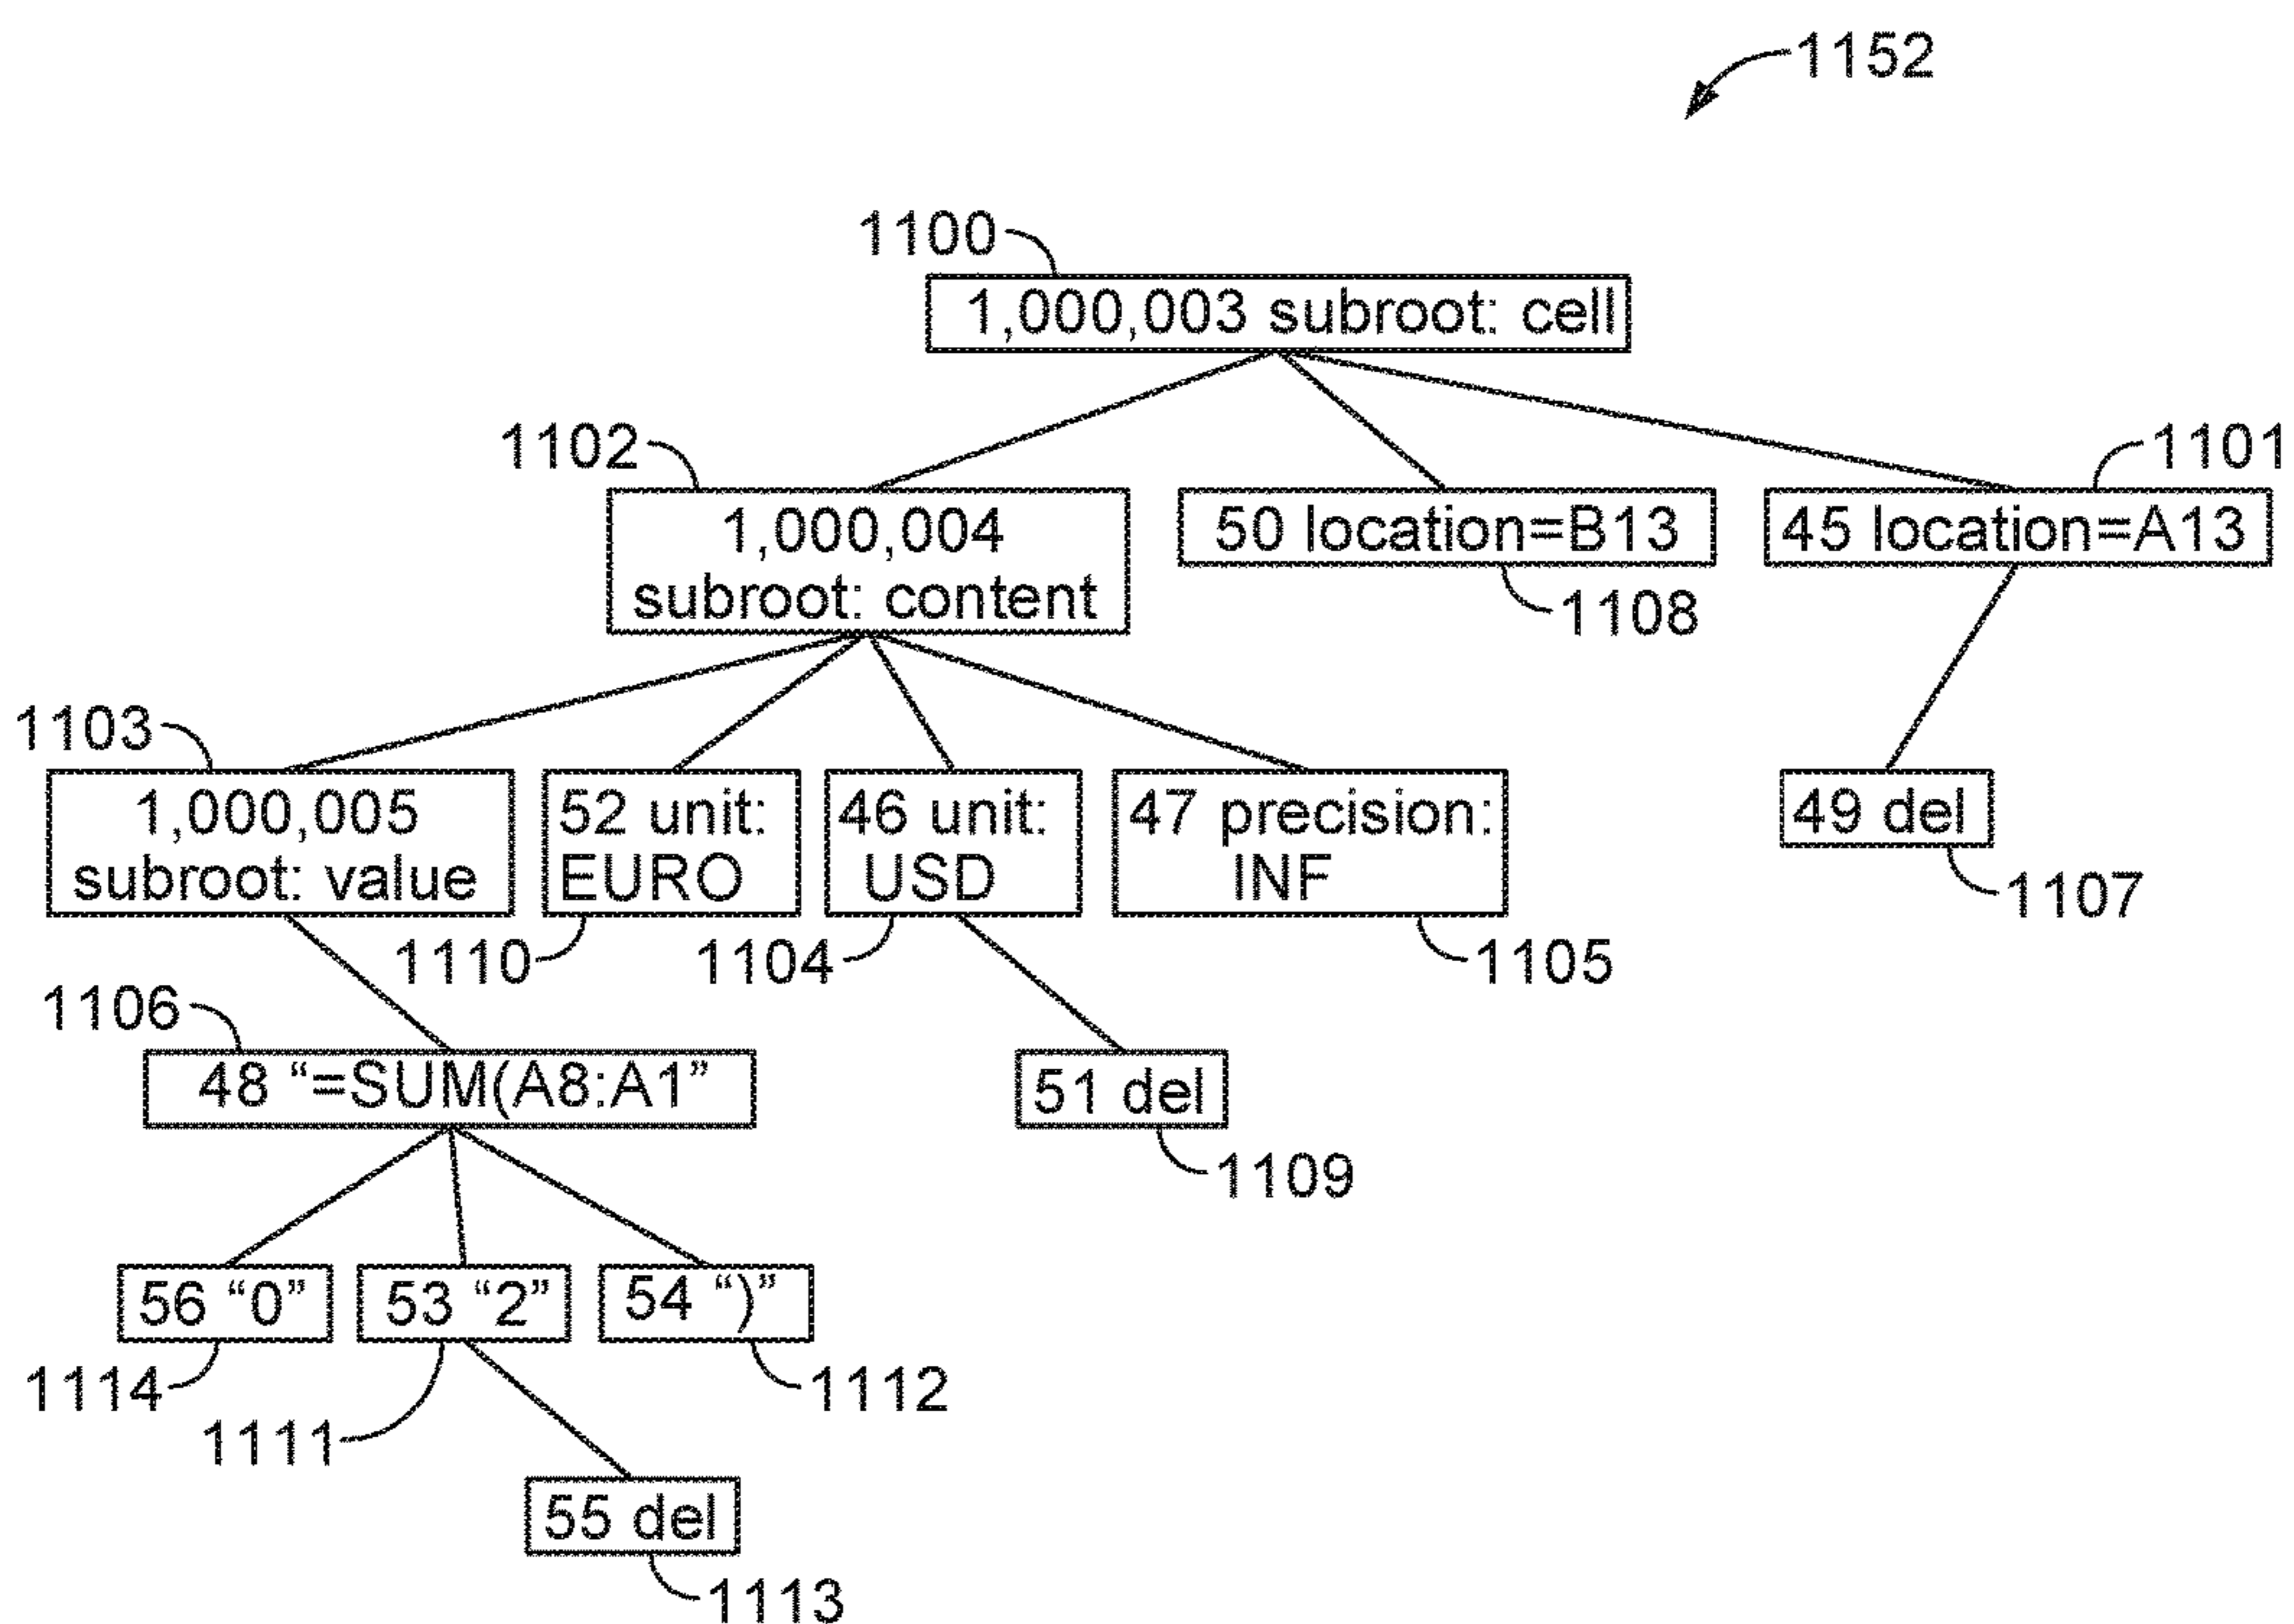 1152
1100
1,000,003 subroot: cell
1102
1101
1,000,004
subroot: content
50 location=B13
45 location=A13
1108
1103
1,000,005
subroot: value
52 unit:
EURO
46 unit:
USD
47 precision:
INF
49 del
1107
1110
1104
1105
1106
48 “=SUM(A8:A1”
51 del
1109
56 “0”
53 “2”
54 “)”
1114
1111
1112
55 del
1113